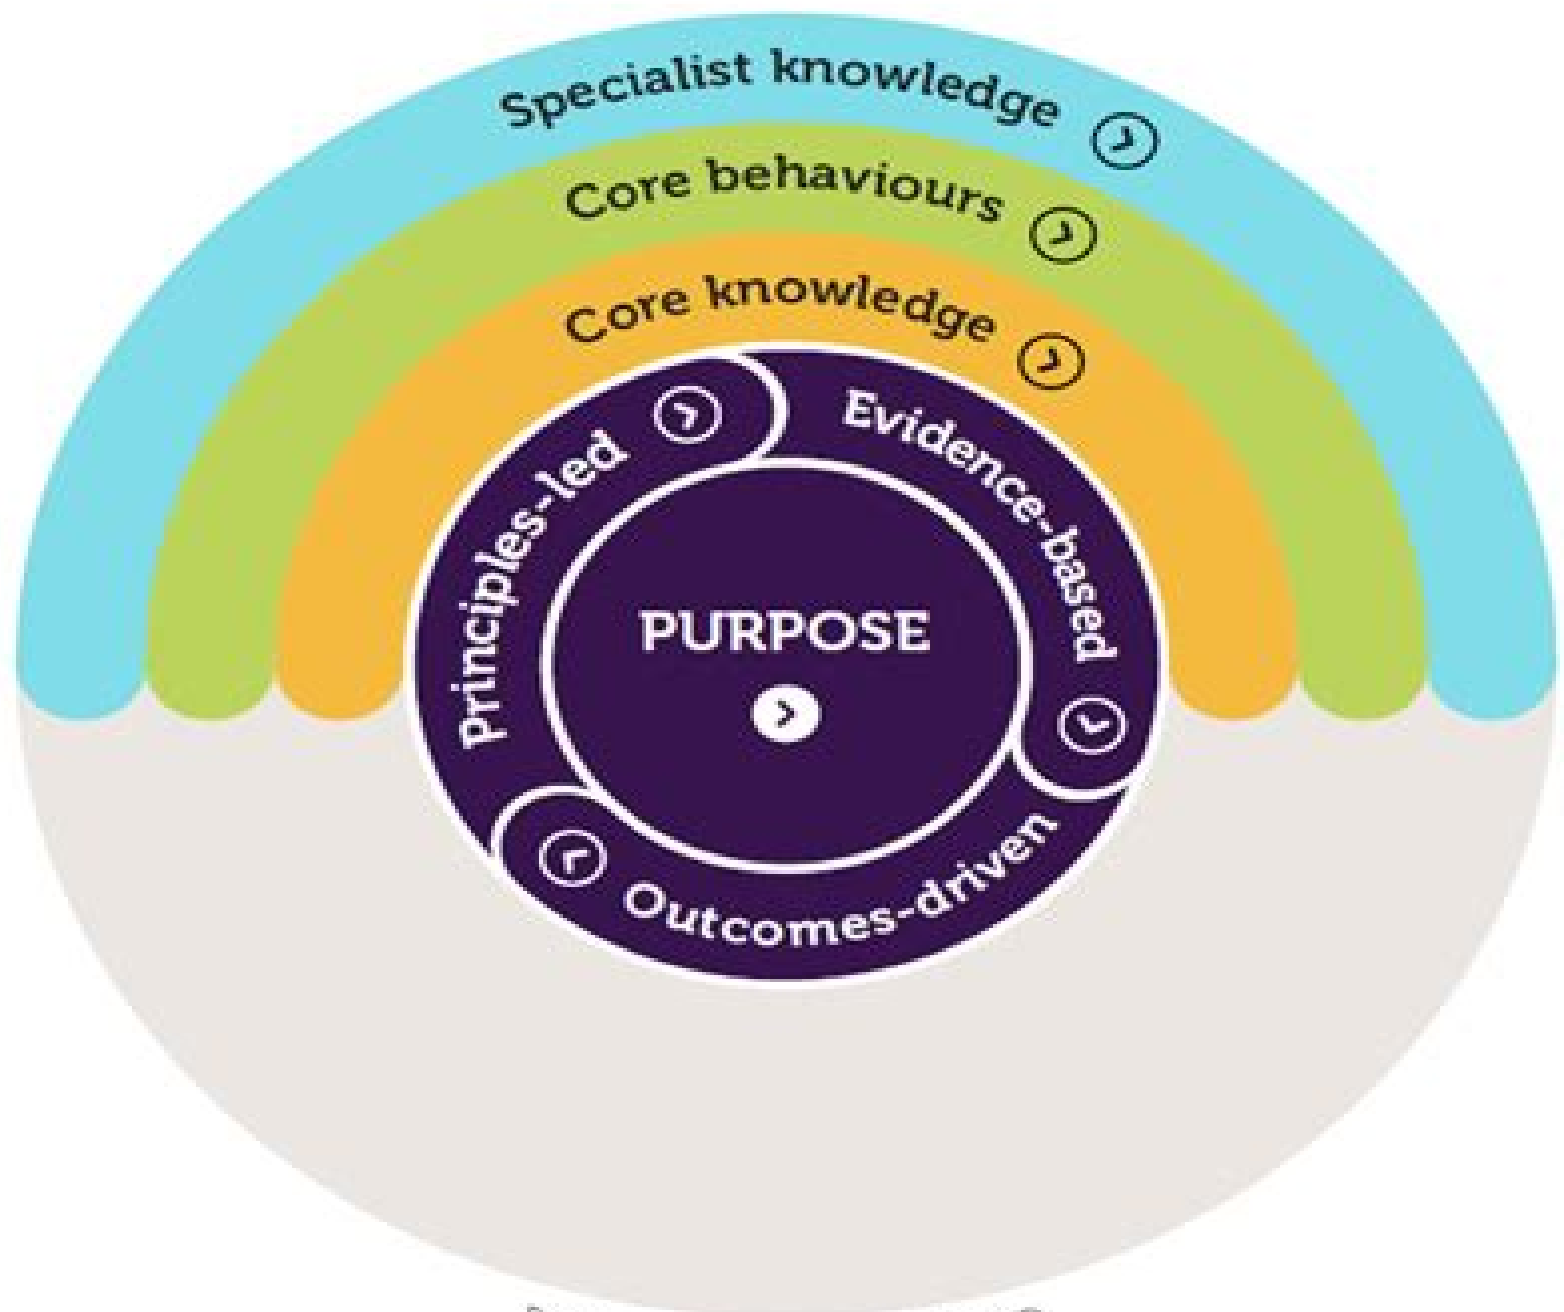 Specialist knowledge
Core behaviours
Core knowledge
Principles-led
Evidence-based
PURPOSE
Outcomes-driven